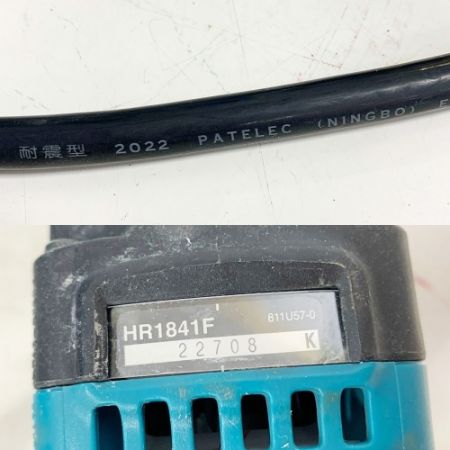 耐震型 2022 PATELEC (NINGBO) E
HR1841F 811U57-0
22708 K